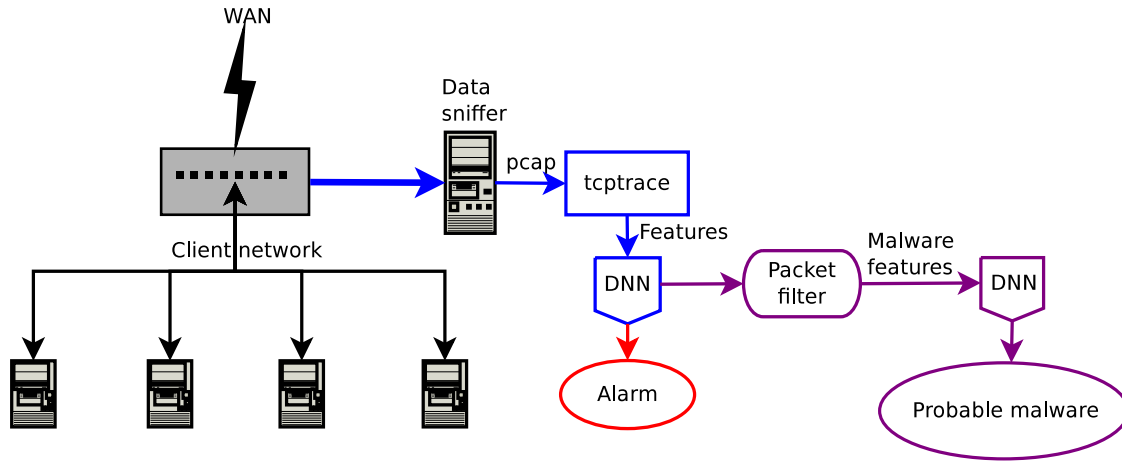 WAN
Data
sniffer
pcap
tcptrace
Client network
Features
Malware
features
Packet
filter
DNN
DNN
Alarm
Probable malware